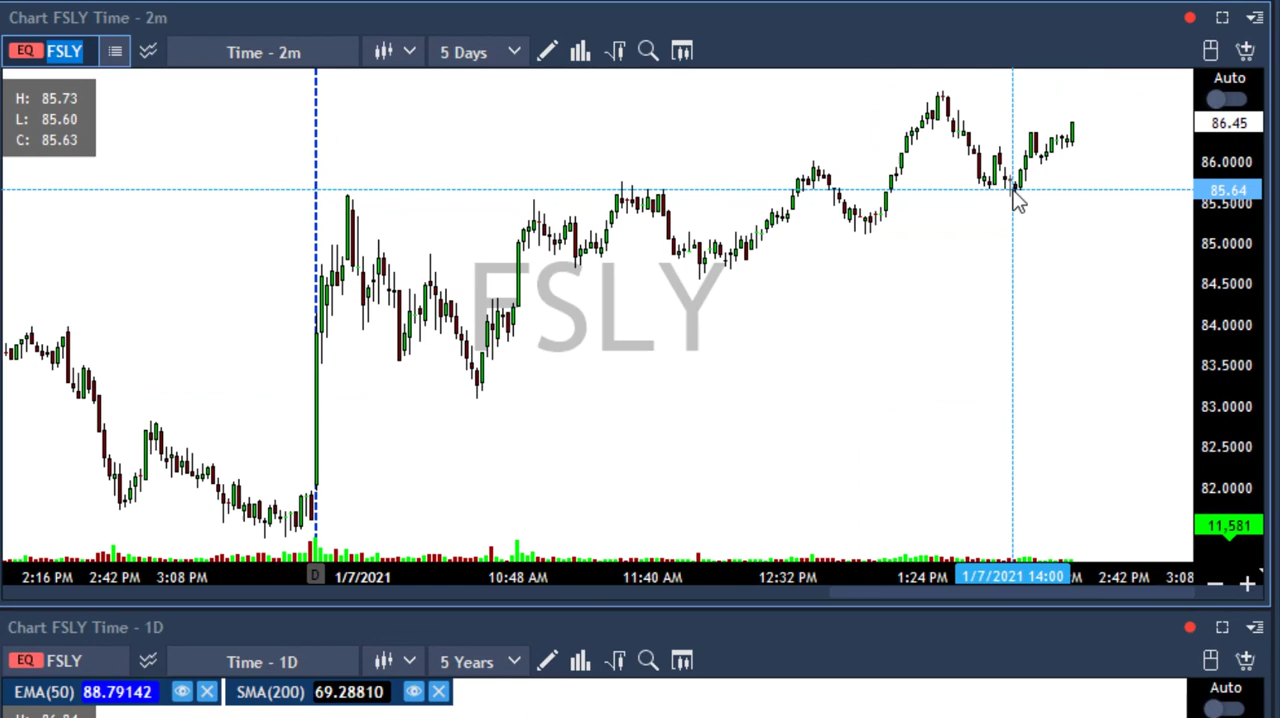 Chart FSLY Time - 2m
EQ FSLY Time - 2m 5 Days
H: 85.73
L: 85.60
C: 85.63
FSLY
Auto
86.45
86.0000
85.64
85.5000
85.0000
84.5000
84.0000
83.5000
83.0000
82.5000
82.0000
11,581
2:16 PM 2:42 PM 3:08 PM D 1/7/2021 10:48 AM 11:40 AM 12:32 PM 1:24 PM 1/7/2021 14:00 M 2:42 PM 3:08
Chart FSLY Time - 1D
EQ FSLY Time - 1D 5 Years
EMA(50) 88.79142 SMA(200) 69.28810
Auto